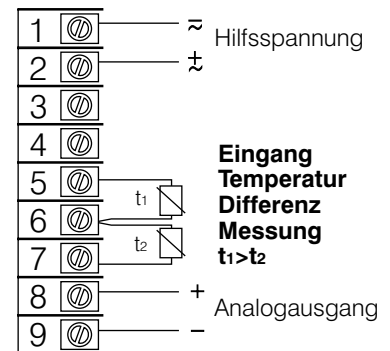 1
2
3
4
5
6
7
8
9
Hilfsspannung
t1
t2
Eingang
Temperatur
Differenz
Messung
t1>t2
+
Analogausgang
−